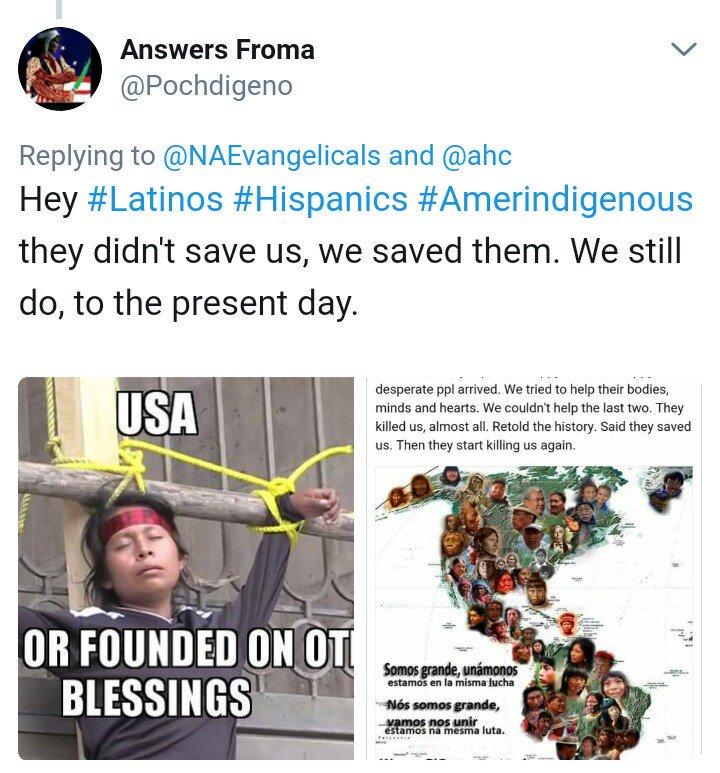 Answers Froma
@Pochdigeno
Replying to @NAEvangelicals and @ahc
Hey #Latinos #Hispanics #Amerindigenous
they didn't save us, we saved them. We still
do, to the present day.
USA
OR FOUNDED ON OT
BLESSINGS
desperate ppl arrived. We tried to help their bodies,
minds and hearts. We couldn't help the last two. They
killed us, almost all. Retold the history. Said they saved
us. Then they start killing us again.
Somos grande, unámonos
estamos en la misma lucha
Nós somos grande,
vamos nos unir
estamos na mesma luta.